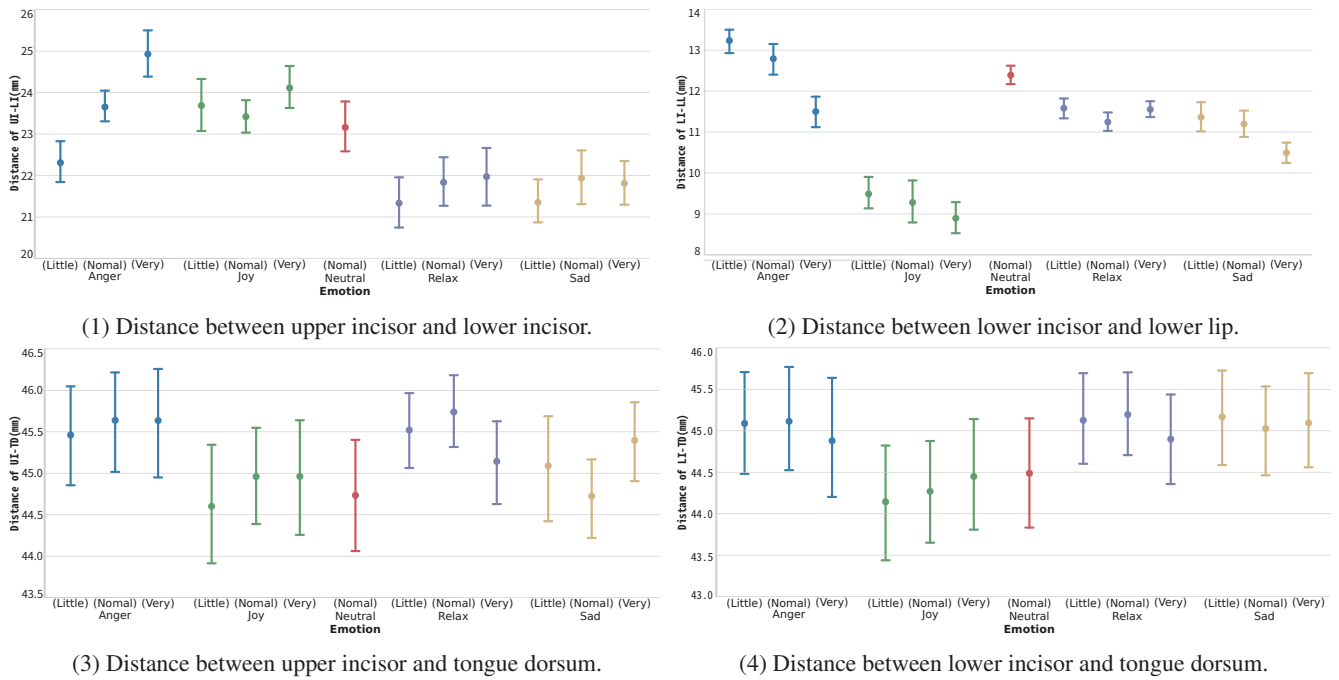 26
25
24
23
22
21
20
Distance of UI-LI(mm)
(Little) (Nomal) (Very) (Little) (Nomal) (Very) (Nomal) (Little) (Nomal) (Very) (Little) (Nomal) (Very)
Anger Joy Neutral Relax Sad
Emotion
(1) Distance between upper incisor and lower incisor.
14
13
12
11
10
9
8
Distance of LI-LL(mm)
(Little) (Nomal) (Very) (Little) (Nomal) (Very) (Nomal) (Little) (Nomal) (Very) (Little) (Nomal) (Very)
Anger Joy Neutral Relax Sad
Emotion
(2) Distance between lower incisor and lower lip.
46.5
46.0
45.5
45.0
44.5
44.0
43.5
Distance of UI-TD(mm)
(Little) (Nomal) (Very) (Little) (Nomal) (Very) (Nomal) (Little) (Nomal) (Very) (Little) (Nomal) (Very)
Anger Joy Neutral Relax Sad
Emotion
(3) Distance between upper incisor and tongue dorsum.
46.0
45.5
45.0
44.5
44.0
43.5
43.0
Distance of LI-TD(mm)
(Little) (Nomal) (Very) (Little) (Nomal) (Very) (Nomal) (Little) (Nomal) (Very) (Little) (Nomal) (Very)
Anger Joy Neutral Relax Sad
Emotion
(4) Distance between lower incisor and tongue dorsum.